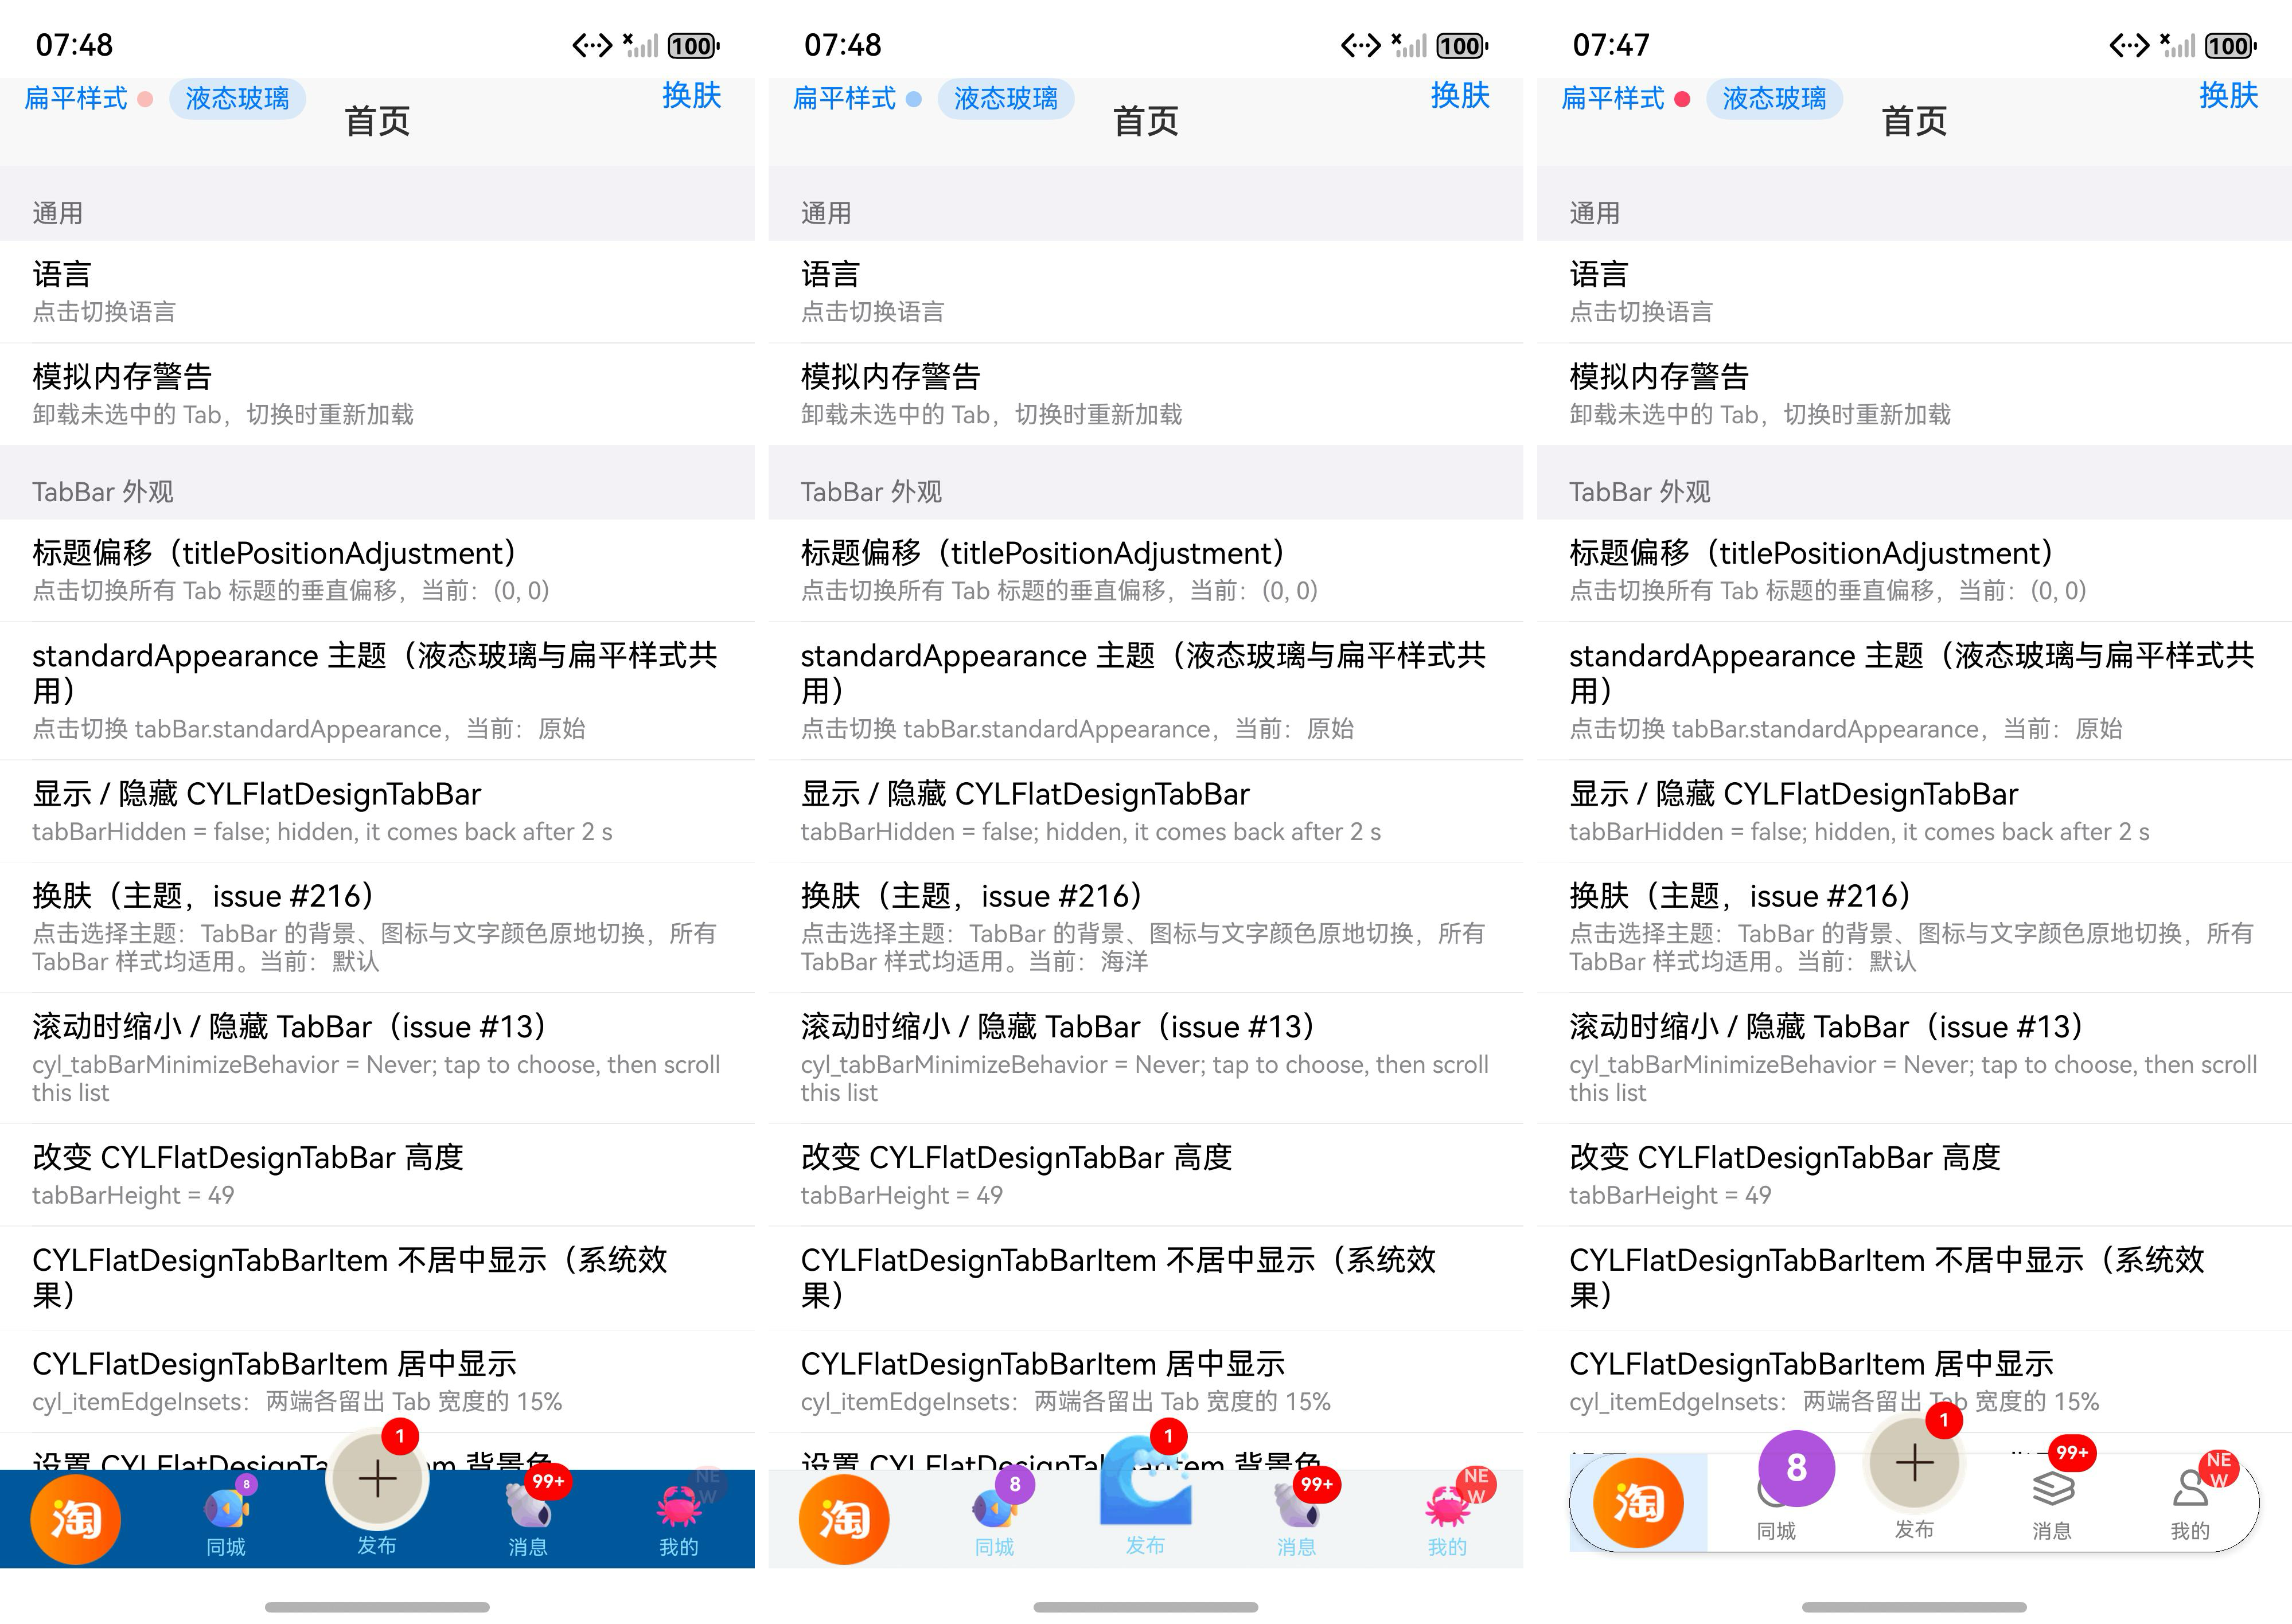 07:48
100
扁平样式
液态玻璃
首页
换肤
通用
语言
点击切换语言
模拟内存警告
卸载未选中的 Tab，切换时重新加载
TabBar 外观
标题偏移（titlePositionAdjustment）
点击切换所有 Tab 标题的垂直偏移，当前：(0, 0)
standardAppearance 主题（液态玻璃与扁平样式共
用）
点击切换 tabBar.standardAppearance，当前：原始
显示 / 隐藏 CYLFlatDesignTabBar
tabBarHidden = false; hidden, it comes back after 2 s
换肤（主题，issue #216）
点击选择主题：TabBar 的背景、图标与文字颜色原地切换，所有
TabBar 样式均适用。当前：默认
滚动时缩小 / 隐藏 TabBar（issue #13）
cyl_tabBarMinimizeBehavior = Never; tap to choose, then scroll
this list
改变 CYLFlatDesignTabBar 高度
tabBarHeight = 49
CYLFlatDesignTabBarItem 不居中显示（系统效
果）
CYLFlatDesignTabBarItem 居中显示
cyl_itemEdgeInsets：两端各留出 Tab 宽度的 15%
1
淘
8
同城
发布
99+
消息
NE
W
我的
07:48
100
扁平样式
液态玻璃
首页
换肤
通用
语言
点击切换语言
模拟内存警告
卸载未选中的 Tab，切换时重新加载
TabBar 外观
标题偏移（titlePositionAdjustment）
点击切换所有 Tab 标题的垂直偏移，当前：(0, 0)
standardAppearance 主题（液态玻璃与扁平样式共
用）
点击切换 tabBar.standardAppearance，当前：原始
显示 / 隐藏 CYLFlatDesignTabBar
tabBarHidden = false; hidden, it comes back after 2 s
换肤（主题，issue #216）
点击选择主题：TabBar 的背景、图标与文字颜色原地切换，所有
TabBar 样式均适用。当前：海洋
滚动时缩小 / 隐藏 TabBar（issue #13）
cyl_tabBarMinimizeBehavior = Never; tap to choose, then scroll
this list
改变 CYLFlatDesignTabBar 高度
tabBarHeight = 49
CYLFlatDesignTabBarItem 不居中显示（系统效
果）
CYLFlatDesignTabBarItem 居中显示
cyl_itemEdgeInsets：两端各留出 Tab 宽度的 15%
1
淘
8
同城
发布
99+
消息
NE
W
我的
07:47
100
扁平样式
液态玻璃
首页
换肤
通用
语言
点击切换语言
模拟内存警告
卸载未选中的 Tab，切换时重新加载
TabBar 外观
标题偏移（titlePositionAdjustment）
点击切换所有 Tab 标题的垂直偏移，当前：(0, 0)
standardAppearance 主题（液态玻璃与扁平样式共
用）
点击切换 tabBar.standardAppearance，当前：原始
显示 / 隐藏 CYLFlatDesignTabBar
tabBarHidden = false; hidden, it comes back after 2 s
换肤（主题，issue #216）
点击选择主题：TabBar 的背景、图标与文字颜色原地切换，所有
TabBar 样式均适用。当前：默认
滚动时缩小 / 隐藏 TabBar（issue #13）
cyl_tabBarMinimizeBehavior = Never; tap to choose, then scroll
this list
改变 CYLFlatDesignTabBar 高度
tabBarHeight = 49
CYLFlatDesignTabBarItem 不居中显示（系统效
果）
CYLFlatDesignTabBarItem 居中显示
cyl_itemEdgeInsets：两端各留出 Tab 宽度的 15%
1
淘
8
同城
发布
99+
消息
NE
W
我的